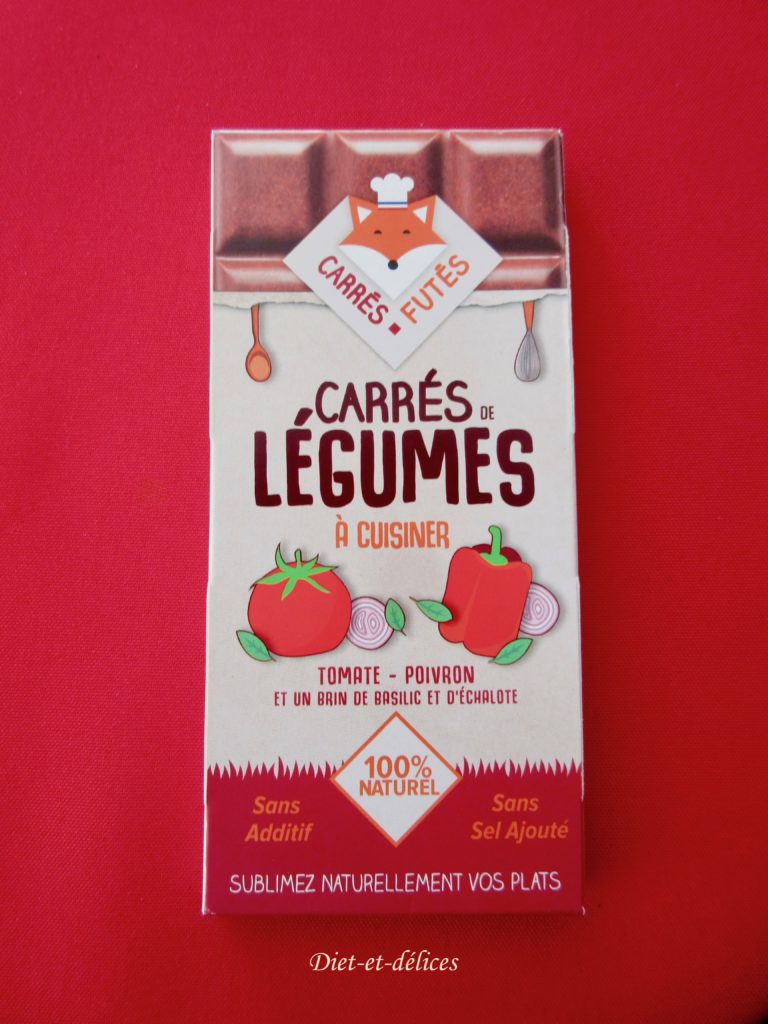 CARRÉS
FUTÉS
CARRÉS DE
LÉGUMES
À CUISINER
TOMATE - POIVRON
ET UN BRIN DE BASILIC ET D'ÉCHALOTE
100%
NATUREL
Sans
Additif
Sans
Sel Ajouté
SUBLIMEZ NATURELLEMENT VOS PLATS
Diet-et-délices